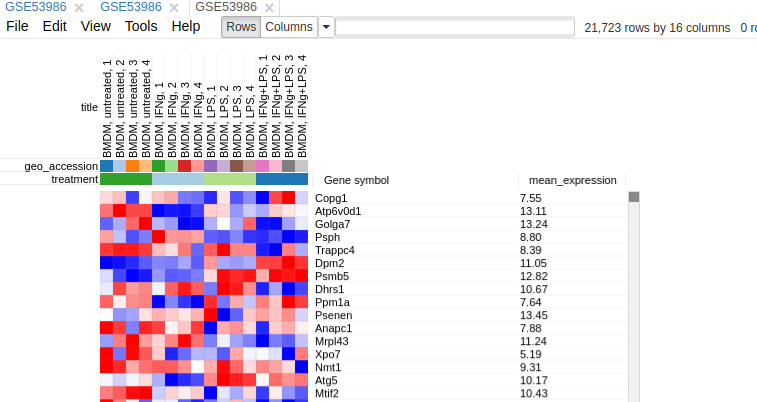 GSE53986 GSE53986 GSE53986
File Edit View Tools Help Rows Columns 21,723 rows by 16 columns 0 r
title
BMDM, untreated, 1
BMDM, untreated, 2
BMDM, untreated, 3
BMDM, untreated, 4
BMDM, IFNg, 1
BMDM, IFNg, 2
BMDM, IFNg, 3
BMDM, IFNg, 4
BMDM, LPS, 1
BMDM, LPS, 2
BMDM, LPS, 3
BMDM, LPS, 4
BMDM, IFNg+LPS, 1
BMDM, IFNg+LPS, 2
BMDM, IFNg+LPS, 3
BMDM, IFNg+LPS, 4
geo_accession
treatment Gene symbol mean_expression
Copg1 7.55
Atp6v0d1 13.11
Golga7 13.24
Psph 8.80
Trappc4 8.39
Dpm2 11.05
Psmb5 12.82
Dhrs1 10.67
Ppm1a 7.64
Psenen 13.45
Anapc1 7.88
Mrpl43 11.24
Xpo7 5.19
Nmt1 9.31
Atg5 10.17
Mtif2 10.43